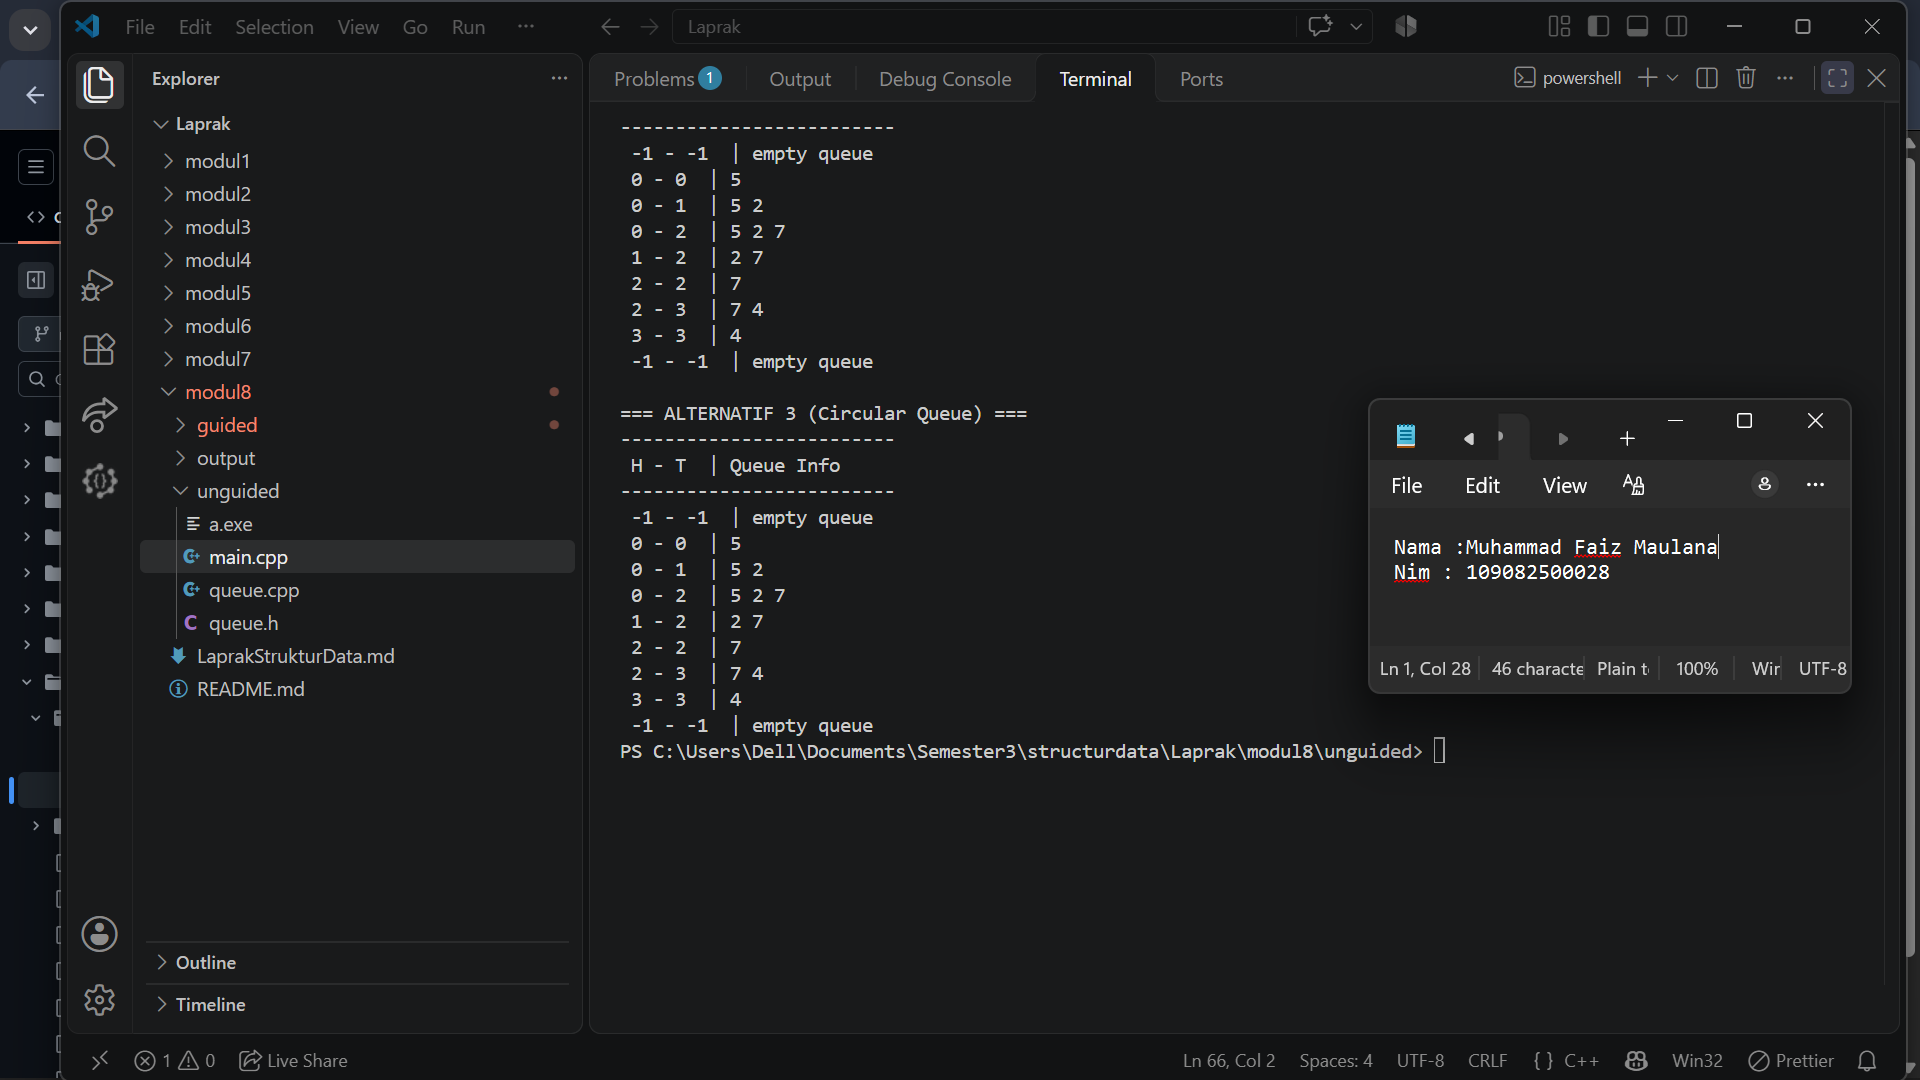 File Edit Selection View Go Run ···
Laprak
Explorer
Laprak
modul1
modul2
modul3
modul4
modul5
modul6
modul7
modul8
guided
output
unguided
a.exe
main.cpp
queue.cpp
queue.h
LaprakStrukturData.md
README.md
Outline
Timeline
Problems 1 Output Debug Console Terminal Ports
powershell
-------------------------
-1 - -1 | empty queue
0 - 0 | 5
0 - 1 | 5 2
0 - 2 | 5 2 7
1 - 2 | 2 7
2 - 2 | 7
2 - 3 | 7 4
3 - 3 | 4
-1 - -1 | empty queue
=== ALTERNATIF 3 (Circular Queue) ===
-------------------------
H - T | Queue Info
-------------------------
-1 - -1 | empty queue
0 - 0 | 5
0 - 1 | 5 2
0 - 2 | 5 2 7
1 - 2 | 2 7
2 - 2 | 7
2 - 3 | 7 4
3 - 3 | 4
-1 - -1 | empty queue
PS C:\Users\Dell\Documents\Semester3\structurdata\Laprak\modul8\unguided>
File Edit View
Nama :Muhammad Faiz Maulana
Nim : 109082500028
Ln 1, Col 28 46 characte Plain t 100% Wir UTF-8
1 0 Live Share
Ln 66, Col 2 Spaces: 4 UTF-8 CRLF { } C++ Win32 Prettier